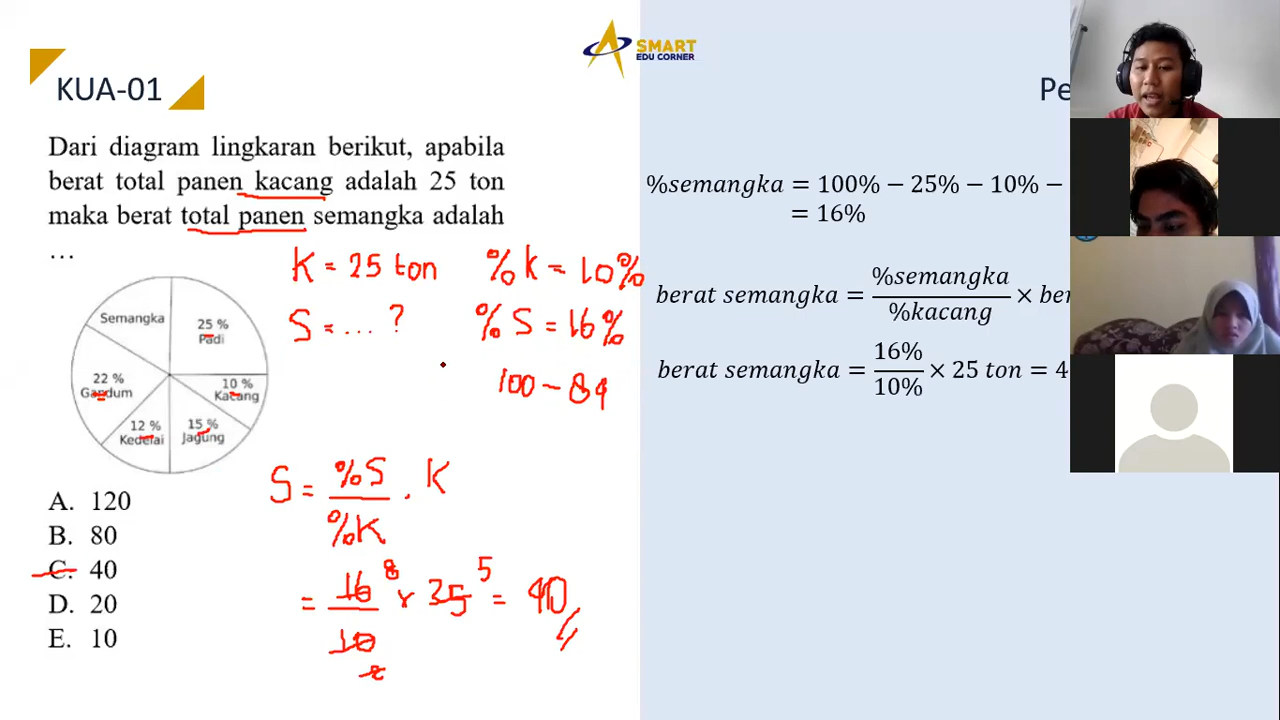 SMART
EDU CORNER
KUA-01
Dari diagram lingkaran berikut, apabila
berat total panen kacang adalah 25 ton
maka berat total panen semangka adalah
…
K = 25 ton
%K = 10%
S = ... ?
%S = 16%
100 - 84
Semangka
25 %
Padi
22 %
Gandum
10 %
Kacang
12 %
Kedelai
15 %
Jagung
S = %S / %K . K
= 16 8 / 10 2 × 25 5 = 40
A. 120
B. 80
C. 40
D. 20
E. 10
Pe
%semangka = 100% − 25% − 10% −
= 16%
berat semangka = %semangka / %kacang × ber
berat semangka = 16% / 10% × 25 ton = 4